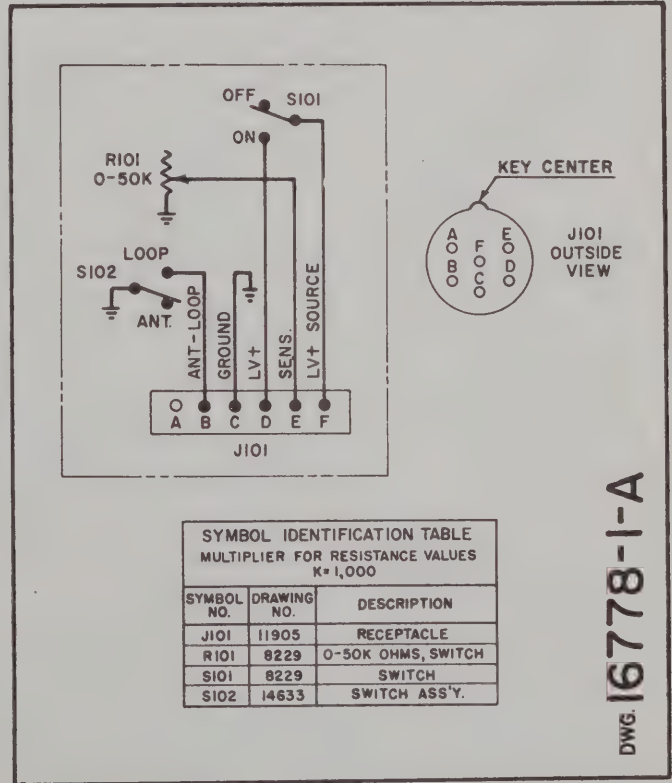 OFF S101
ON
R101
0-50K
LOOP
S102
ANT.
ANT-LOOP
GROUND
LV+
SENS.
LV+ SOURCE
A B C D E F
J101
KEY CENTER
A F E
B C D
J101
OUTSIDE
VIEW
SYMBOL IDENTIFICATION TABLE
MULTIPLIER FOR RESISTANCE VALUES
K=1,000
SYMBOL NO. DRAWING NO. DESCRIPTION
J101 11905 RECEPTACLE
R101 8229 0-50K OHMS, SWITCH
S101 8229 SWITCH
S102 14633 SWITCH ASS'Y.
DWG. 16778-1-A